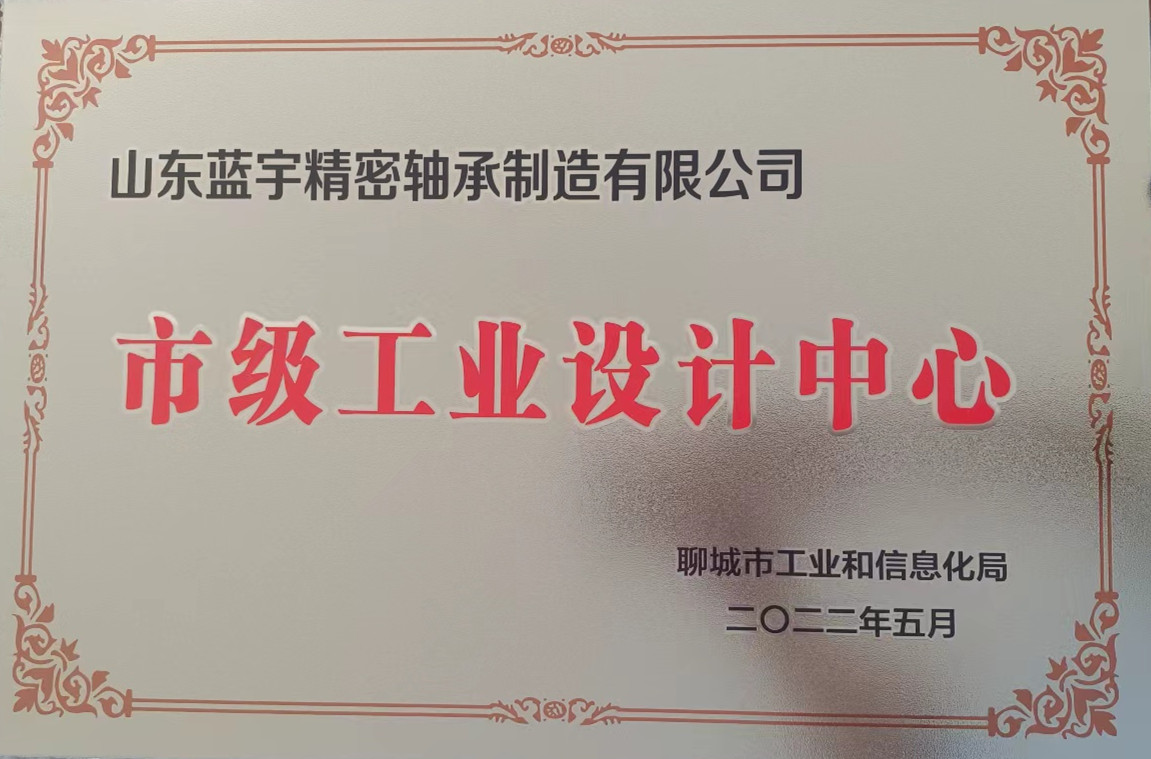 山东蓝宇精密轴承制造有限公司
市级工业设计中心
聊城市工业和信息化局
二〇二二年五月